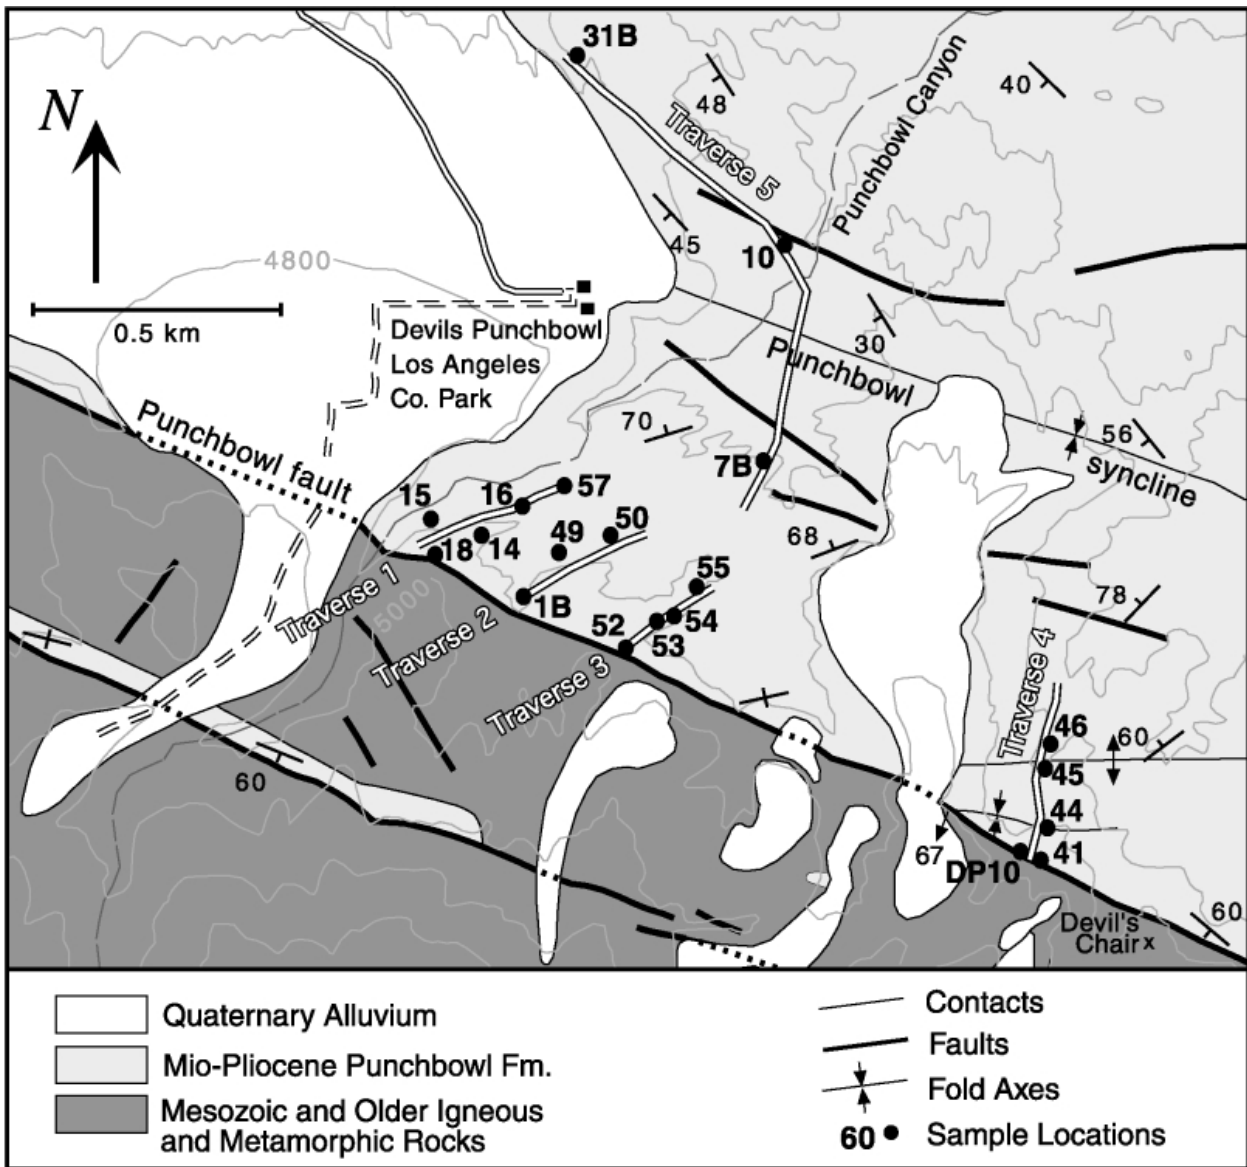 31B
N
48
40
Punchbowl Canyon
Traverse 5
45
10
4800
0.5 km
Devils Punchbowl
Los Angeles
Co. Park
30
Punchbowl
syncline
56
70
7B
Punchbowl fault
15
16
57
18
14
49
50
68
1B
55
52
53
54
78
Traverse 1
5000
Traverse 2
Traverse 3
Traverse 4
46
60
45
44
67
DP10
41
60
Devil's
Chair x
60
Quaternary Alluvium
Mio-Pliocene Punchbowl Fm.
Mesozoic and Older Igneous
and Metamorphic Rocks
Contacts
Faults
Fold Axes
60 Sample Locations